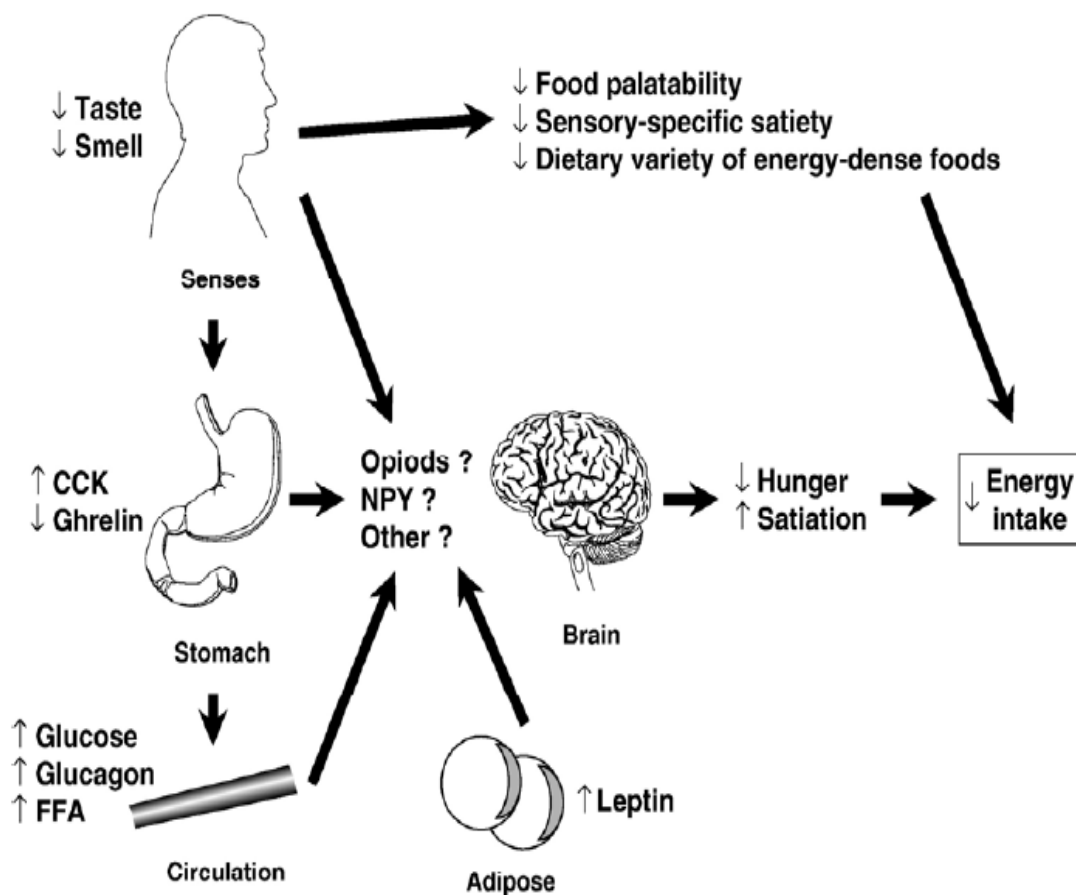 ↓ Taste
↓ Smell
↓ Food palatability
↓ Sensory-specific satiety
↓ Dietary variety of energy-dense foods
Senses
↑ CCK
↓ Ghrelin
Opiods ?
NPY ?
Other ?
↓ Hunger
↑ Satiation
↓ Energy
intake
Brain
Stomach
↑ Glucose
↑ Glucagon
↑ FFA
↑ Leptin
Circulation
Adipose